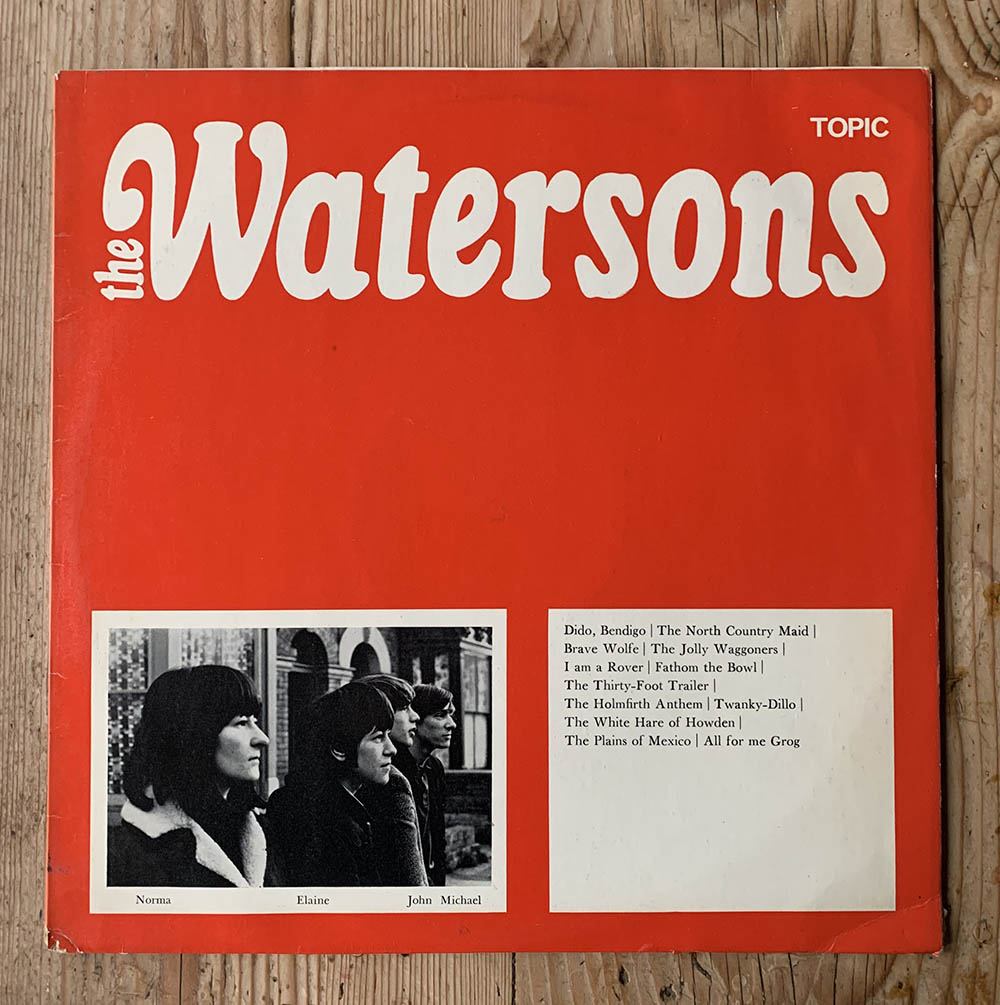 TOPIC
the Watersons
Dido, Bendigo | The North Country Maid |
Brave Wolfe | The Jolly Waggoners |
I am a Rover | Fathom the Bowl |
The Thirty-Foot Trailer |
The Holmfirth Anthem | Twanky-Dillo |
The White Hare of Howden |
The Plains of Mexico | All for me Grog
Norma Elaine John Michael